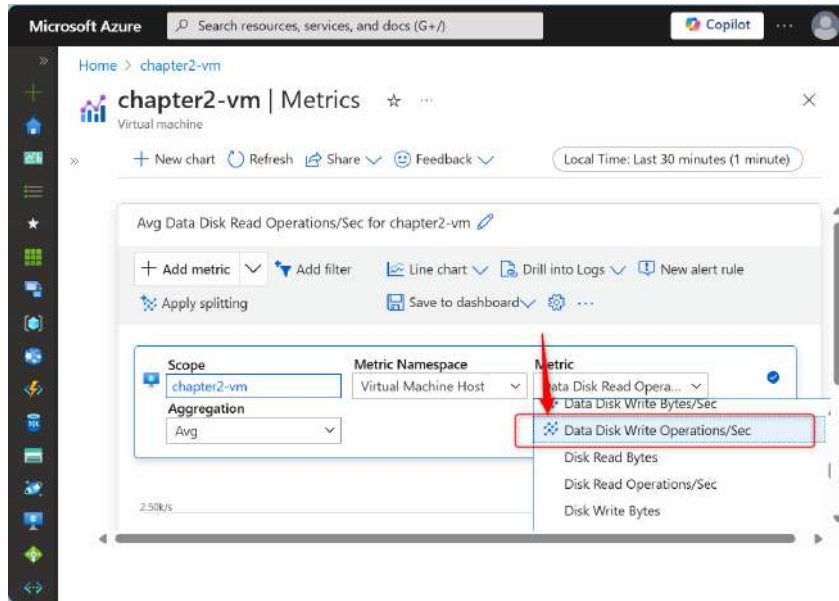 Microsoft Azure
Search resources, services, and docs (G+/)
Copilot
Home > chapter2-vm
chapter2-vm | Metrics
Virtual machine
New chart Refresh Share Feedback
Local Time: Last 30 minutes (1 minute)
Avg Data Disk Read Operations/Sec for chapter2-vm
Add metric Add filter Line chart Drill into Logs New alert rule
Apply splitting Save to dashboard
Scope Metric Namespace Metric
chapter2-vm Virtual Machine Host Data Disk Read Opera...
Aggregation
Avg
Data Disk Write Bytes/Sec
Data Disk Write Operations/Sec
Disk Read Bytes
Disk Read Operations/Sec
Disk Write Bytes
2.50k/s